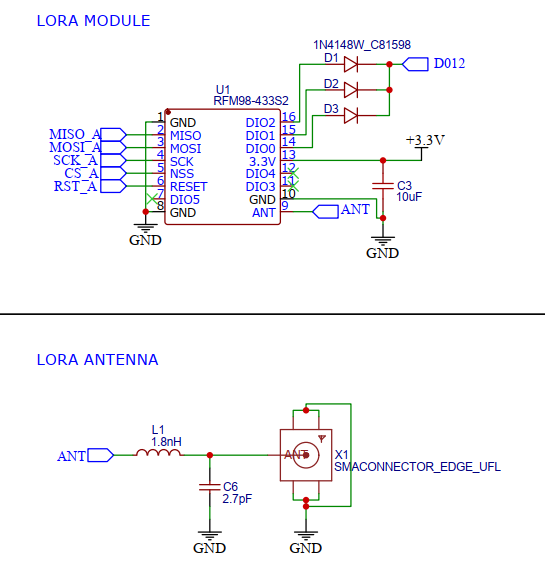 LORA MODULE
1N4148W_C81598
D1
D012
D2
U1
RFM98-433S2
D3
1 GND DIO2 16
MISO_A 2 MISO DIO1 15
MOSI_A 3 MOSI DIO0 14
+3.3V
SCK_A 4 SCK 3.3V 13
CS_A 5 NSS DIO4 12
RST_A 6 RESET DIO3 11
C3
10uF
7 DIO5 GND 10
8 GND ANT 9
ANT
GND
GND
LORA ANTENNA
L1
1.8nH
ANT
ANT
X1
SMACONNECTOR_EDGE_UFL
C6
2.7pF
GND
GND